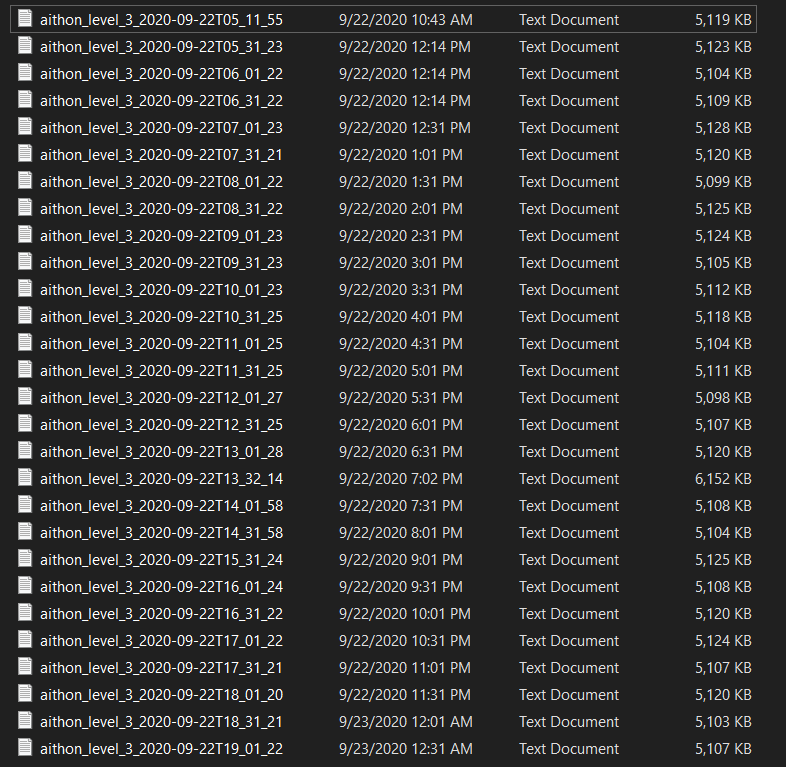 aithon_level_3_2020-09-22T05_11_55 9/22/2020 10:43 AM Text Document 5,119 KB
aithon_level_3_2020-09-22T05_31_23 9/22/2020 12:14 PM Text Document 5,123 KB
aithon_level_3_2020-09-22T06_01_22 9/22/2020 12:14 PM Text Document 5,104 KB
aithon_level_3_2020-09-22T06_31_22 9/22/2020 12:14 PM Text Document 5,109 KB
aithon_level_3_2020-09-22T07_01_23 9/22/2020 12:31 PM Text Document 5,128 KB
aithon_level_3_2020-09-22T07_31_21 9/22/2020 1:01 PM Text Document 5,120 KB
aithon_level_3_2020-09-22T08_01_22 9/22/2020 1:31 PM Text Document 5,099 KB
aithon_level_3_2020-09-22T08_31_22 9/22/2020 2:01 PM Text Document 5,125 KB
aithon_level_3_2020-09-22T09_01_23 9/22/2020 2:31 PM Text Document 5,124 KB
aithon_level_3_2020-09-22T09_31_23 9/22/2020 3:01 PM Text Document 5,105 KB
aithon_level_3_2020-09-22T10_01_23 9/22/2020 3:31 PM Text Document 5,112 KB
aithon_level_3_2020-09-22T10_31_25 9/22/2020 4:01 PM Text Document 5,118 KB
aithon_level_3_2020-09-22T11_01_25 9/22/2020 4:31 PM Text Document 5,104 KB
aithon_level_3_2020-09-22T11_31_25 9/22/2020 5:01 PM Text Document 5,111 KB
aithon_level_3_2020-09-22T12_01_27 9/22/2020 5:31 PM Text Document 5,098 KB
aithon_level_3_2020-09-22T12_31_25 9/22/2020 6:01 PM Text Document 5,107 KB
aithon_level_3_2020-09-22T13_01_28 9/22/2020 6:31 PM Text Document 5,120 KB
aithon_level_3_2020-09-22T13_32_14 9/22/2020 7:02 PM Text Document 6,152 KB
aithon_level_3_2020-09-22T14_01_58 9/22/2020 7:31 PM Text Document 5,108 KB
aithon_level_3_2020-09-22T14_31_58 9/22/2020 8:01 PM Text Document 5,104 KB
aithon_level_3_2020-09-22T15_31_24 9/22/2020 9:01 PM Text Document 5,125 KB
aithon_level_3_2020-09-22T16_01_24 9/22/2020 9:31 PM Text Document 5,108 KB
aithon_level_3_2020-09-22T16_31_22 9/22/2020 10:01 PM Text Document 5,120 KB
aithon_level_3_2020-09-22T17_01_22 9/22/2020 10:31 PM Text Document 5,124 KB
aithon_level_3_2020-09-22T17_31_21 9/22/2020 11:01 PM Text Document 5,107 KB
aithon_level_3_2020-09-22T18_01_20 9/22/2020 11:31 PM Text Document 5,120 KB
aithon_level_3_2020-09-22T18_31_21 9/23/2020 12:01 AM Text Document 5,103 KB
aithon_level_3_2020-09-22T19_01_22 9/23/2020 12:31 AM Text Document 5,107 KB